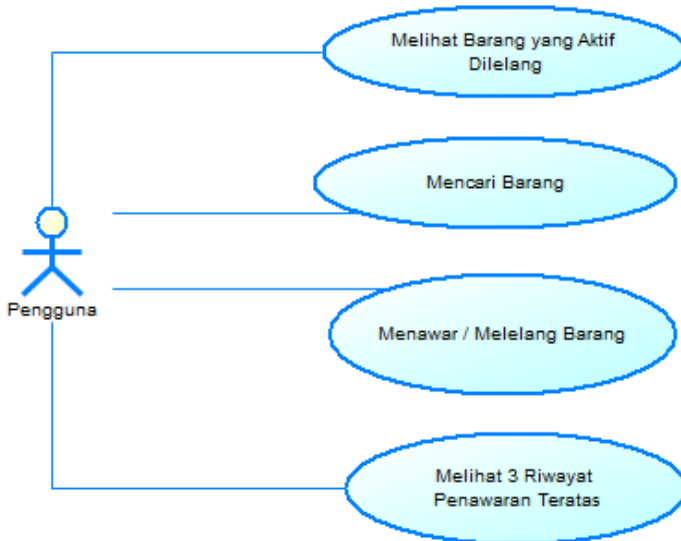 Melihat Barang yang Aktif
Dilelang
Mencari Barang
Pengguna
Menawar / Melelang Barang
Melihat 3 Riwayat
Penawaran Teratas